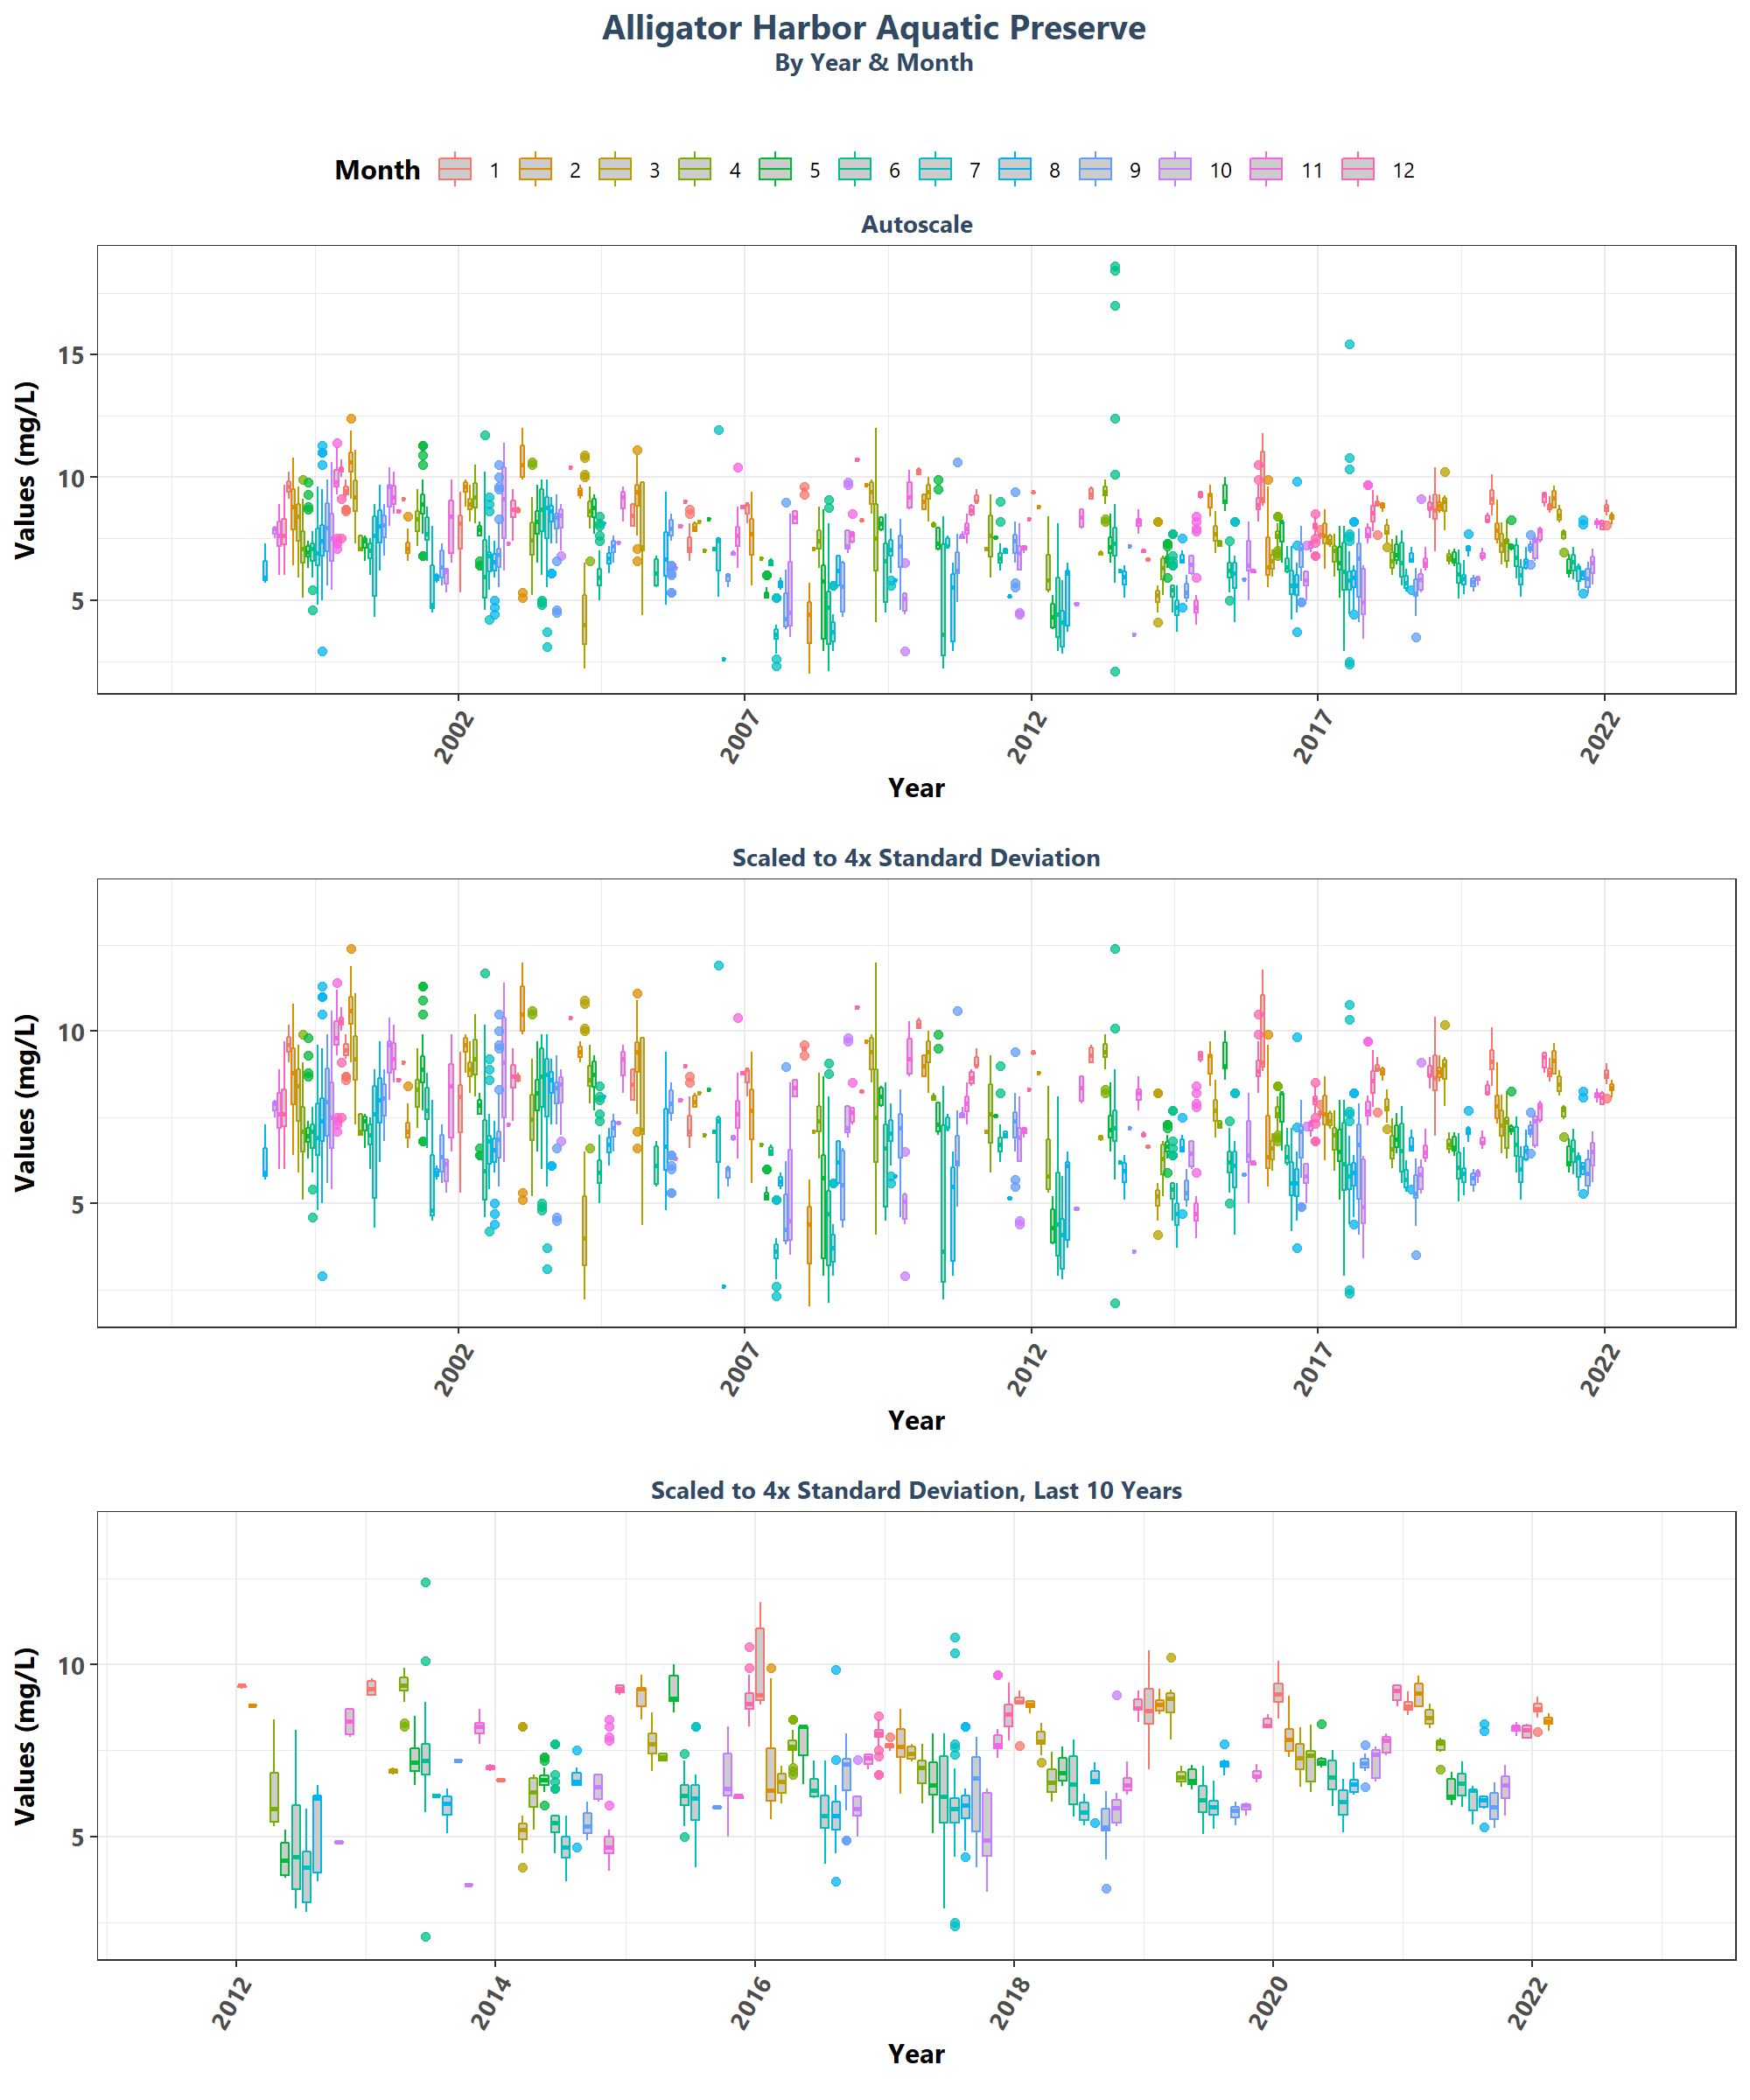 Alligator Harbor Aquatic Preserve
By Year & Month
Month 1 2 3 4 5 6 7 8 9 10 11 12
Autoscale
Values (mg/L)
15
10
5
2002 2007 2012 2017 2022
Year
Scaled to 4x Standard Deviation
Values (mg/L)
10
5
2002 2007 2012 2017 2022
Year
Scaled to 4x Standard Deviation, Last 10 Years
Values (mg/L)
10
5
2012 2014 2016 2018 2020 2022
Year